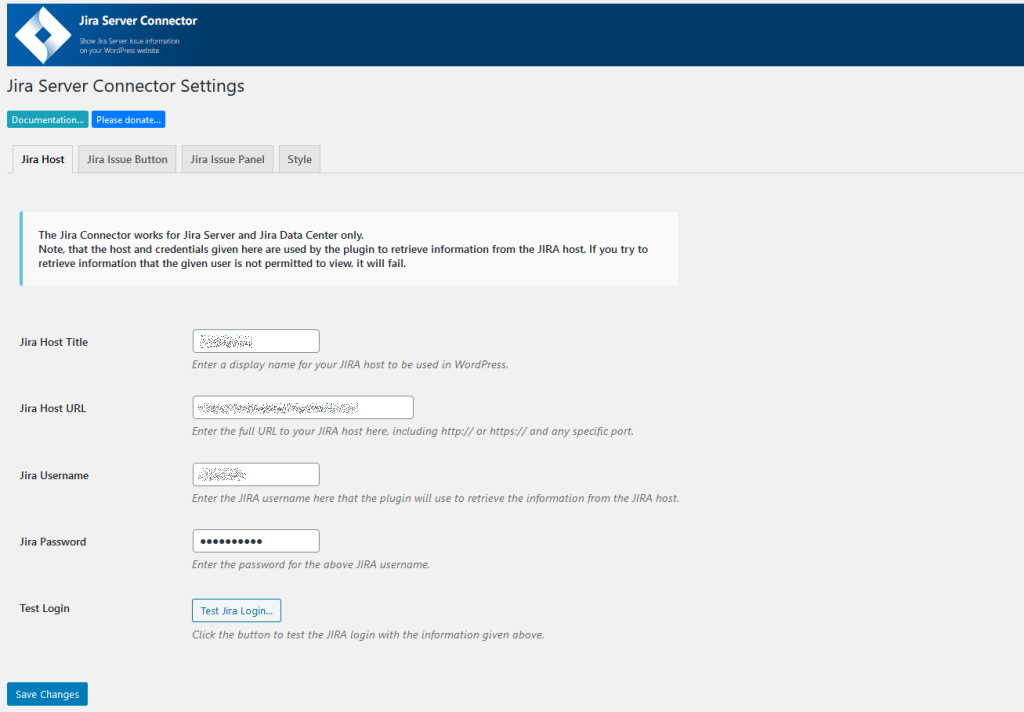 Jira Server Connector
Show Jira Server issue information
on your WordPress website.
Jira Server Connector Settings
Documentation... Please donate...
Jira Host Jira Issue Button Jira Issue Panel Style
The Jira Connector works for Jira Server and Jira Data Center only.
Note, that the host and credentials given here are used by the plugin to retrieve information from the JIRA host. If you try to
retrieve information that the given user is not permitted to view, it will fail.
Jira Host Title
Enter a display name for your JIRA host to be used in WordPress.
Jira Host URL
Enter the full URL to your JIRA host here, including http:// or https:// and any specific port.
Jira Username
Enter the JIRA username here that the plugin will use to retrieve the information from the JIRA host.
Jira Password ••••••••••
Enter the password for the above JIRA username.
Test Login Test Jira Login...
Click the button to test the JIRA login with the information given above.
Save Changes